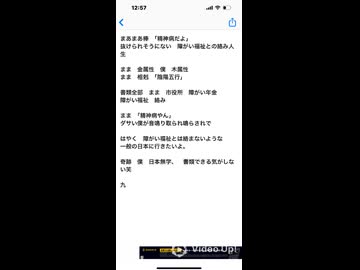 12:57
まあまあ棒 「精神病だよ」
抜けられそうにない 障がい福祉との絡み人
生
まま 金属性 僕 木属性
まま 相剋 「陰陽五行」
書類全部 まま 市役所 障がい年金
障がい福祉 絡み
まま 「精神病やん」
ダサい僕が音鳴り取られ鳴らされで
はやく 障がい福祉とは絡まないような
一般の日本に行きたいよ。
奇跡 僕 日本無学、 書類できる気がしな
い笑
九
Video Up!